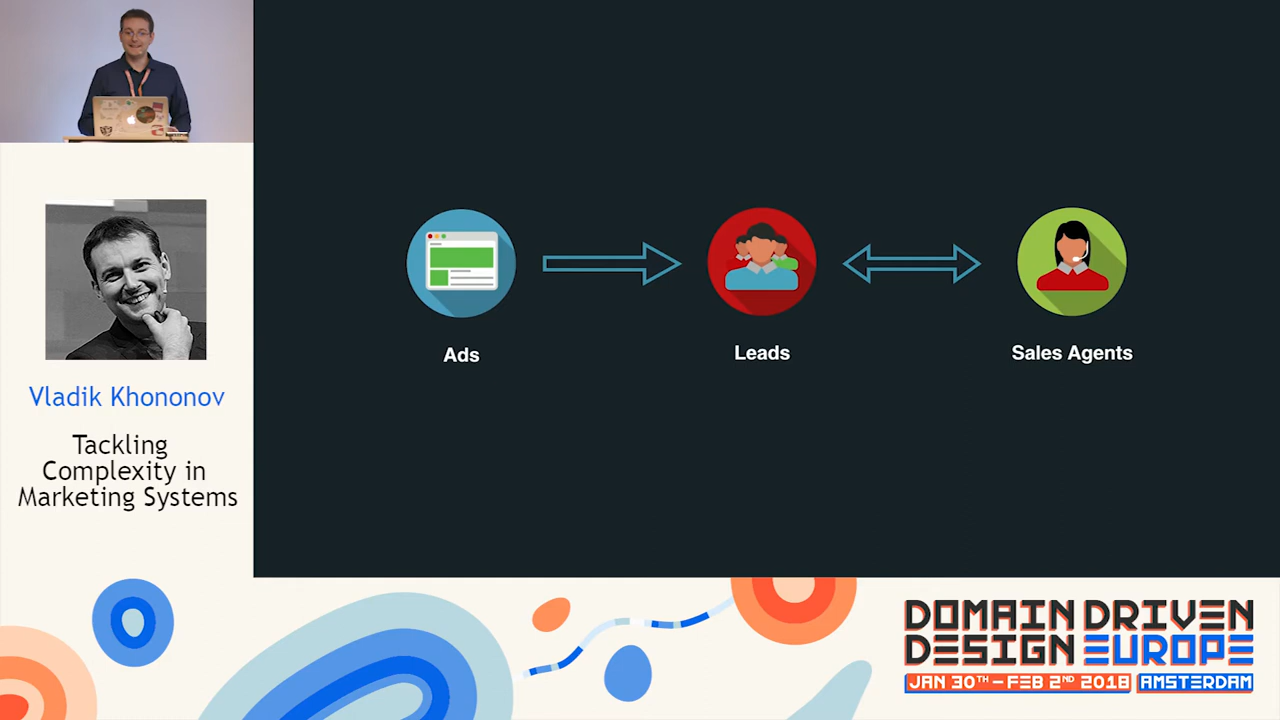 Vladik Khononov
Tackling
Complexity in
Marketing Systems
Ads
Leads
Sales Agents
DOMAIN DRIVEN
DESIGN EUROPE
JAN 30TH - FEB 2ND 2018 AMSTERDAM